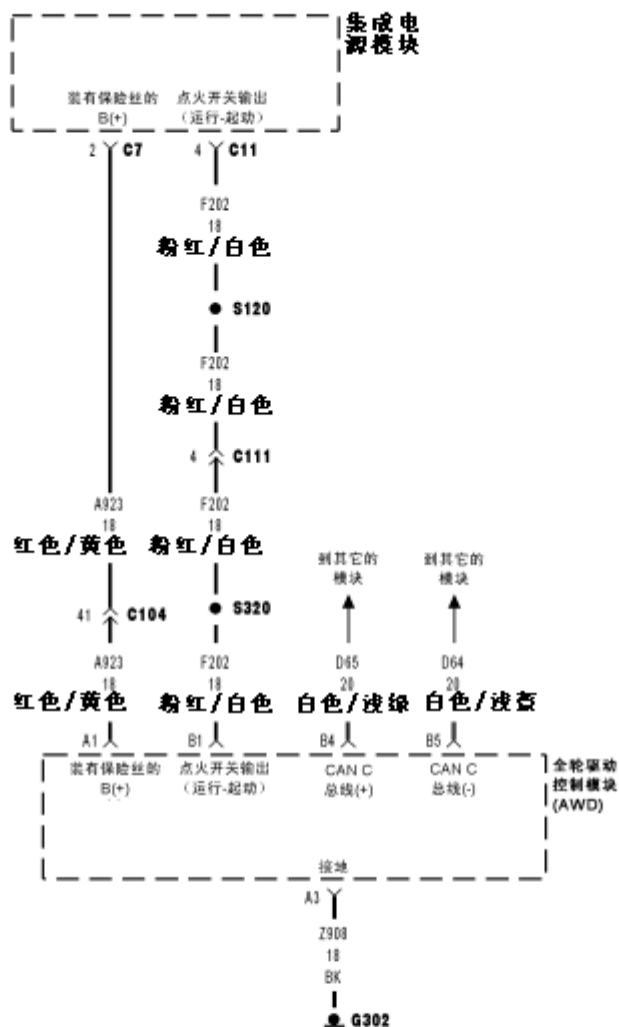 集成电
源模块
装有保险丝的
B(+)
点火开关输出
(运行-起动)
2 C7
4 C11
F202
18
粉红/白色
S120
F202
18
粉红/白色
4 C111
A923
18
红色/黄色
F202
18
粉红/白色
到其它的
模块
到其它的
模块
41 C104
S320
A923
18
红色/黄色
F202
18
粉红/白色
D65
20
白色/浅绿
D64
20
白色/浅蓝
A1
B1
B4
B5
装有保险丝的
B(+)
点火开关输出
(运行-起动)
CAN C
总线(+)
CAN C
总线(-)
全轮驱动
控制模块
(AWD)
接地
A3
Z908
18
BK
G302